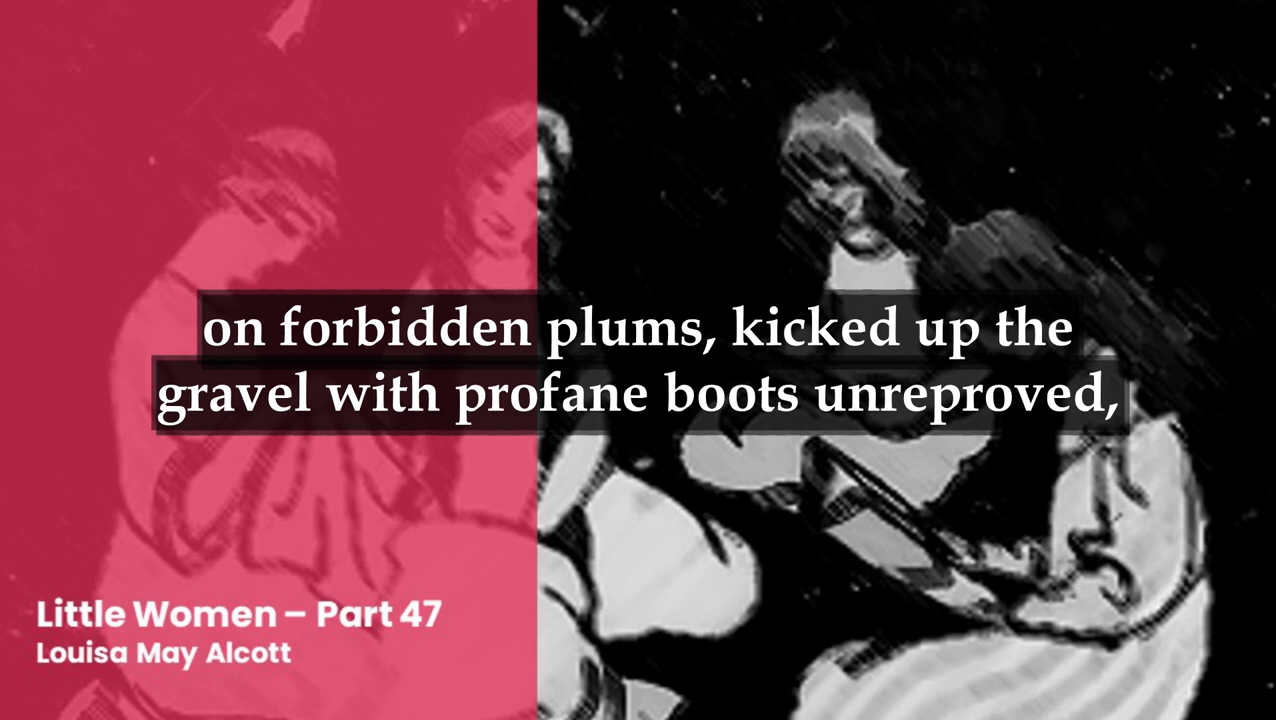 on forbidden plums, kicked up the
gravel with profane boots unreproved,
Little Women – Part 47
Louisa May Alcott